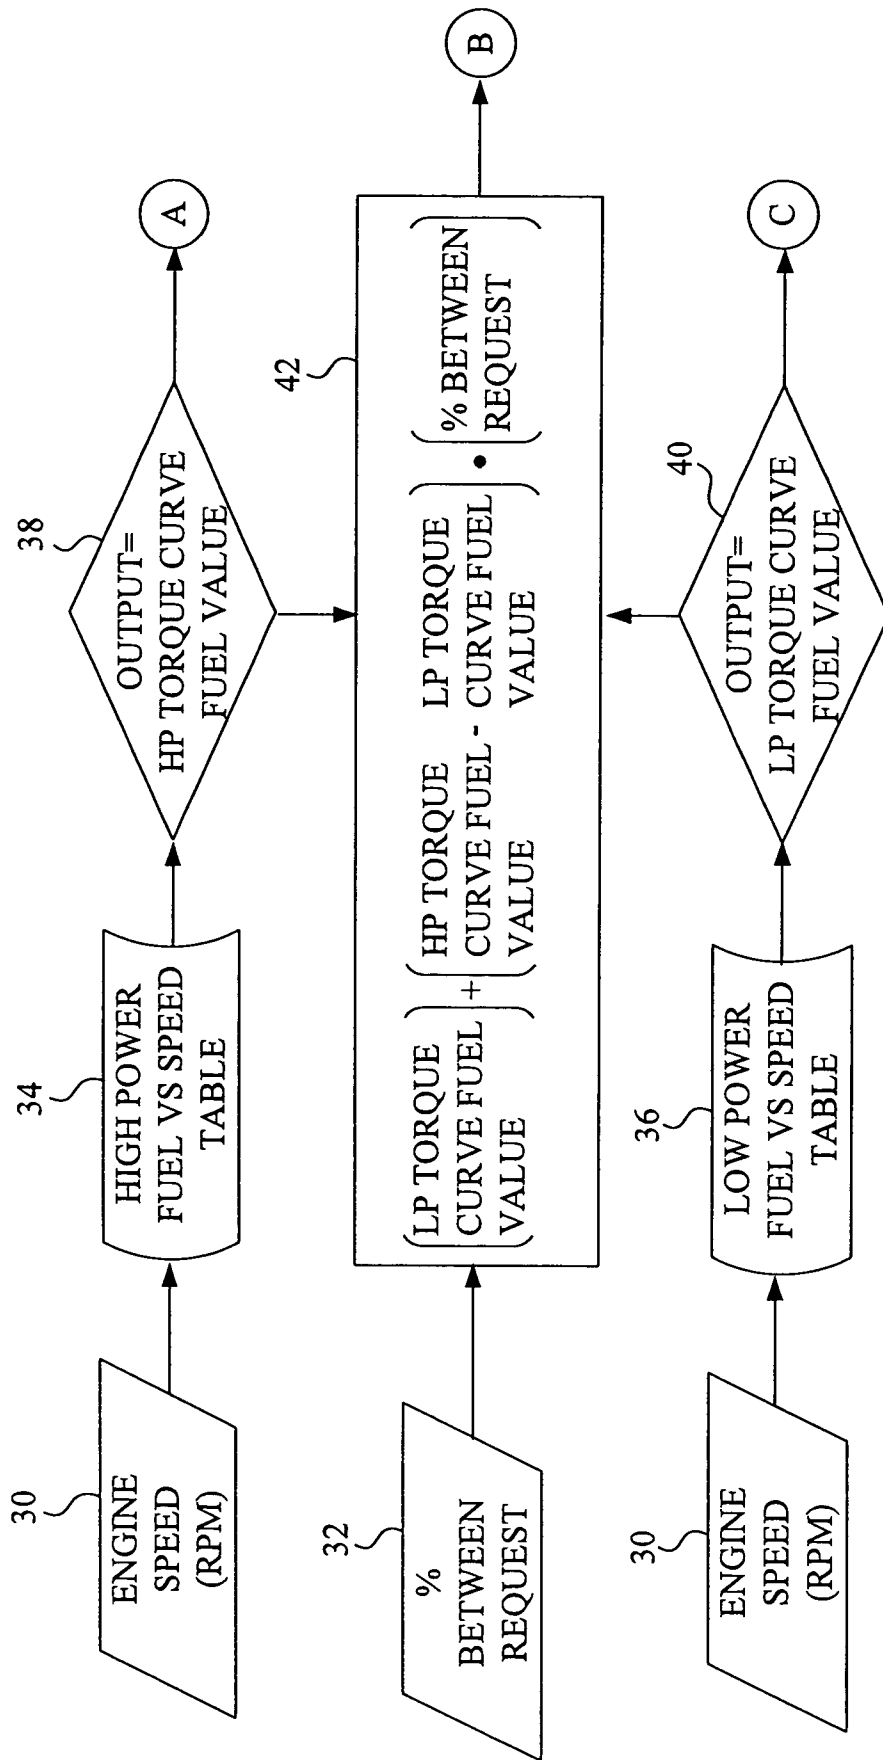 30
ENGINE
SPEED
(RPM)
34
HIGH POWER
FUEL VS SPEED
TABLE
38
OUTPUT=
HP TORQUE CURVE
FUEL VALUE
A
32
%
BETWEEN
REQUEST
42
LP TORQUE
CURVE FUEL
VALUE
+
HP TORQUE
CURVE FUEL
VALUE
-
LP TORQUE
CURVE FUEL
VALUE
•
% BETWEEN
REQUEST
B
30
ENGINE
SPEED
(RPM)
36
LOW POWER
FUEL VS SPEED
TABLE
40
OUTPUT=
LP TORQUE CURVE
FUEL VALUE
C